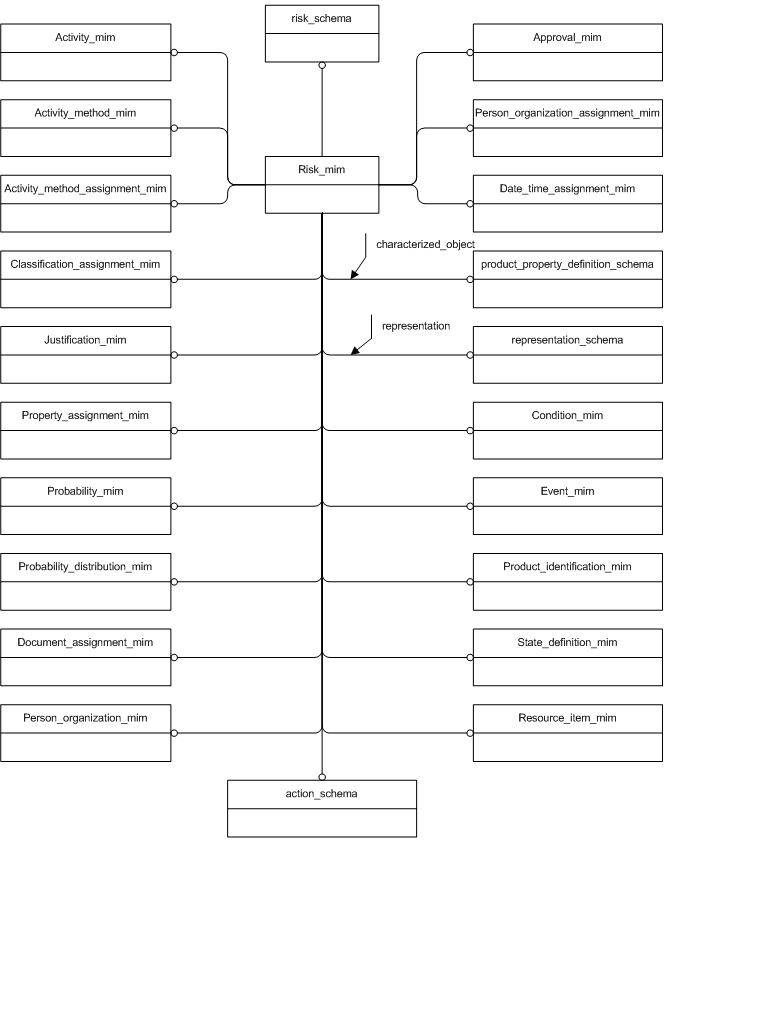 risk_schema
Activity_mim
Approval_mim
Activity_method_mim
Person_organization_assignment_mim
Risk_mim
Activity_method_assignment_mim
Date_time_assignment_mim
characterized_object
Classification_assignment_mim
product_property_definition_schema
representation
Justification_mim
representation_schema
Property_assignment_mim
Condition_mim
Probability_mim
Event_mim
Probability_distribution_mim
Product_identification_mim
Document_assignment_mim
State_definition_mim
Person_organization_mim
Resource_item_mim
action_schema